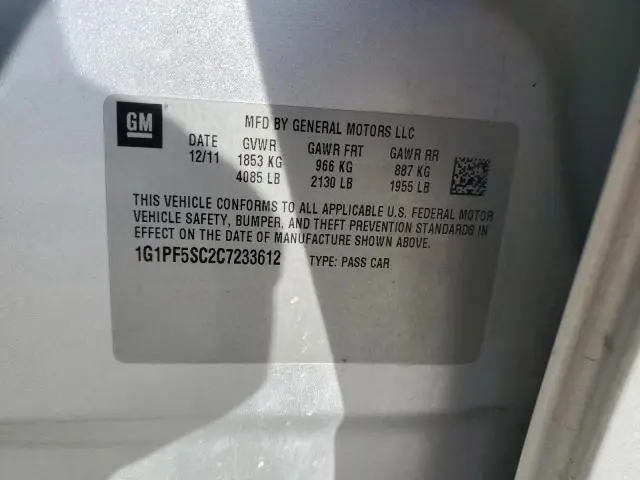 GM
MFD BY GENERAL MOTORS LLC
DATE GVWR GAWR FRT GAWR RR
12/11 1853 KG 966 KG 887 KG
4085 LB 2130 LB 1955 LB
THIS VEHICLE CONFORMS TO ALL APPLICABLE U.S. FEDERAL MOTOR
VEHICLE SAFETY, BUMPER, AND THEFT PREVENTION STANDARDS IN
EFFECT ON THE DATE OF MANUFACTURE SHOWN ABOVE.
1G1PF5SC2C7233612 TYPE: PASS CAR